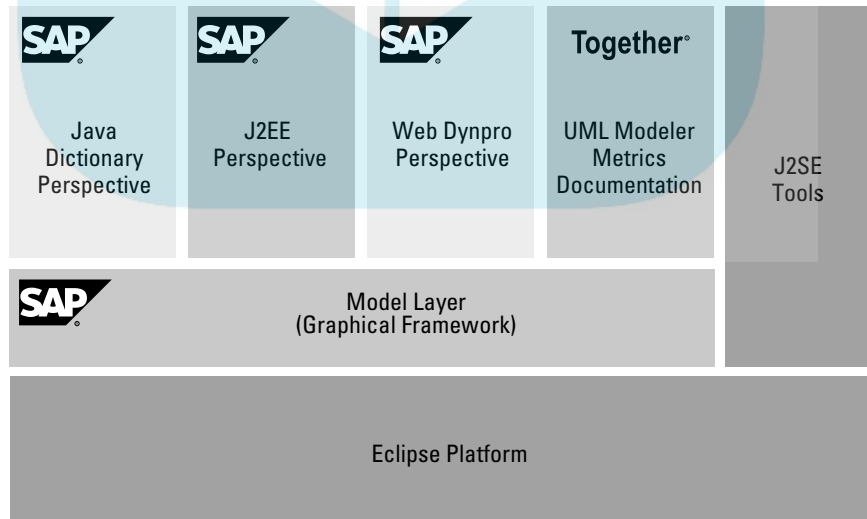 SAP
Java
Dictionary
Perspective
SAP
J2EE
Perspective
SAP
Web Dynpro
Perspective
Together
UML Modeler
Metrics
Documentation
J2SE
Tools
SAP
Model Layer
(Graphical Framework)
Eclipse Platform